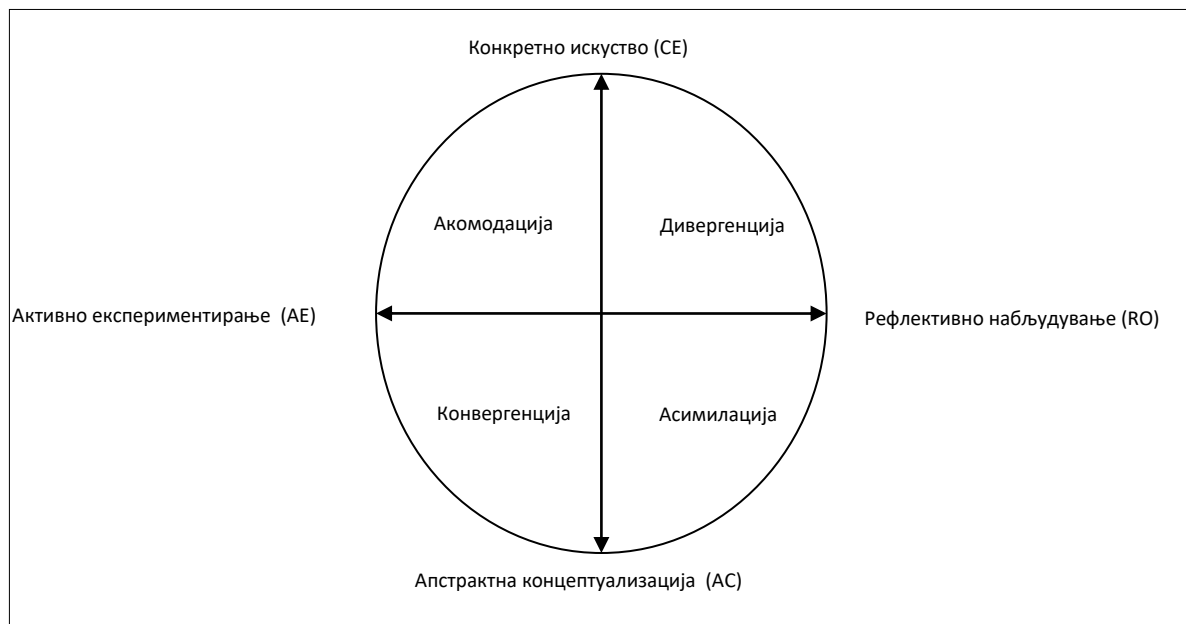 Конкретно искуство (CE)
Акомодација
Дивергенција
Активно експериментирање (AE)
Рефлективно набљудување (RO)
Конвергенција
Асимилација
Апстрактна концептуализација (AC)